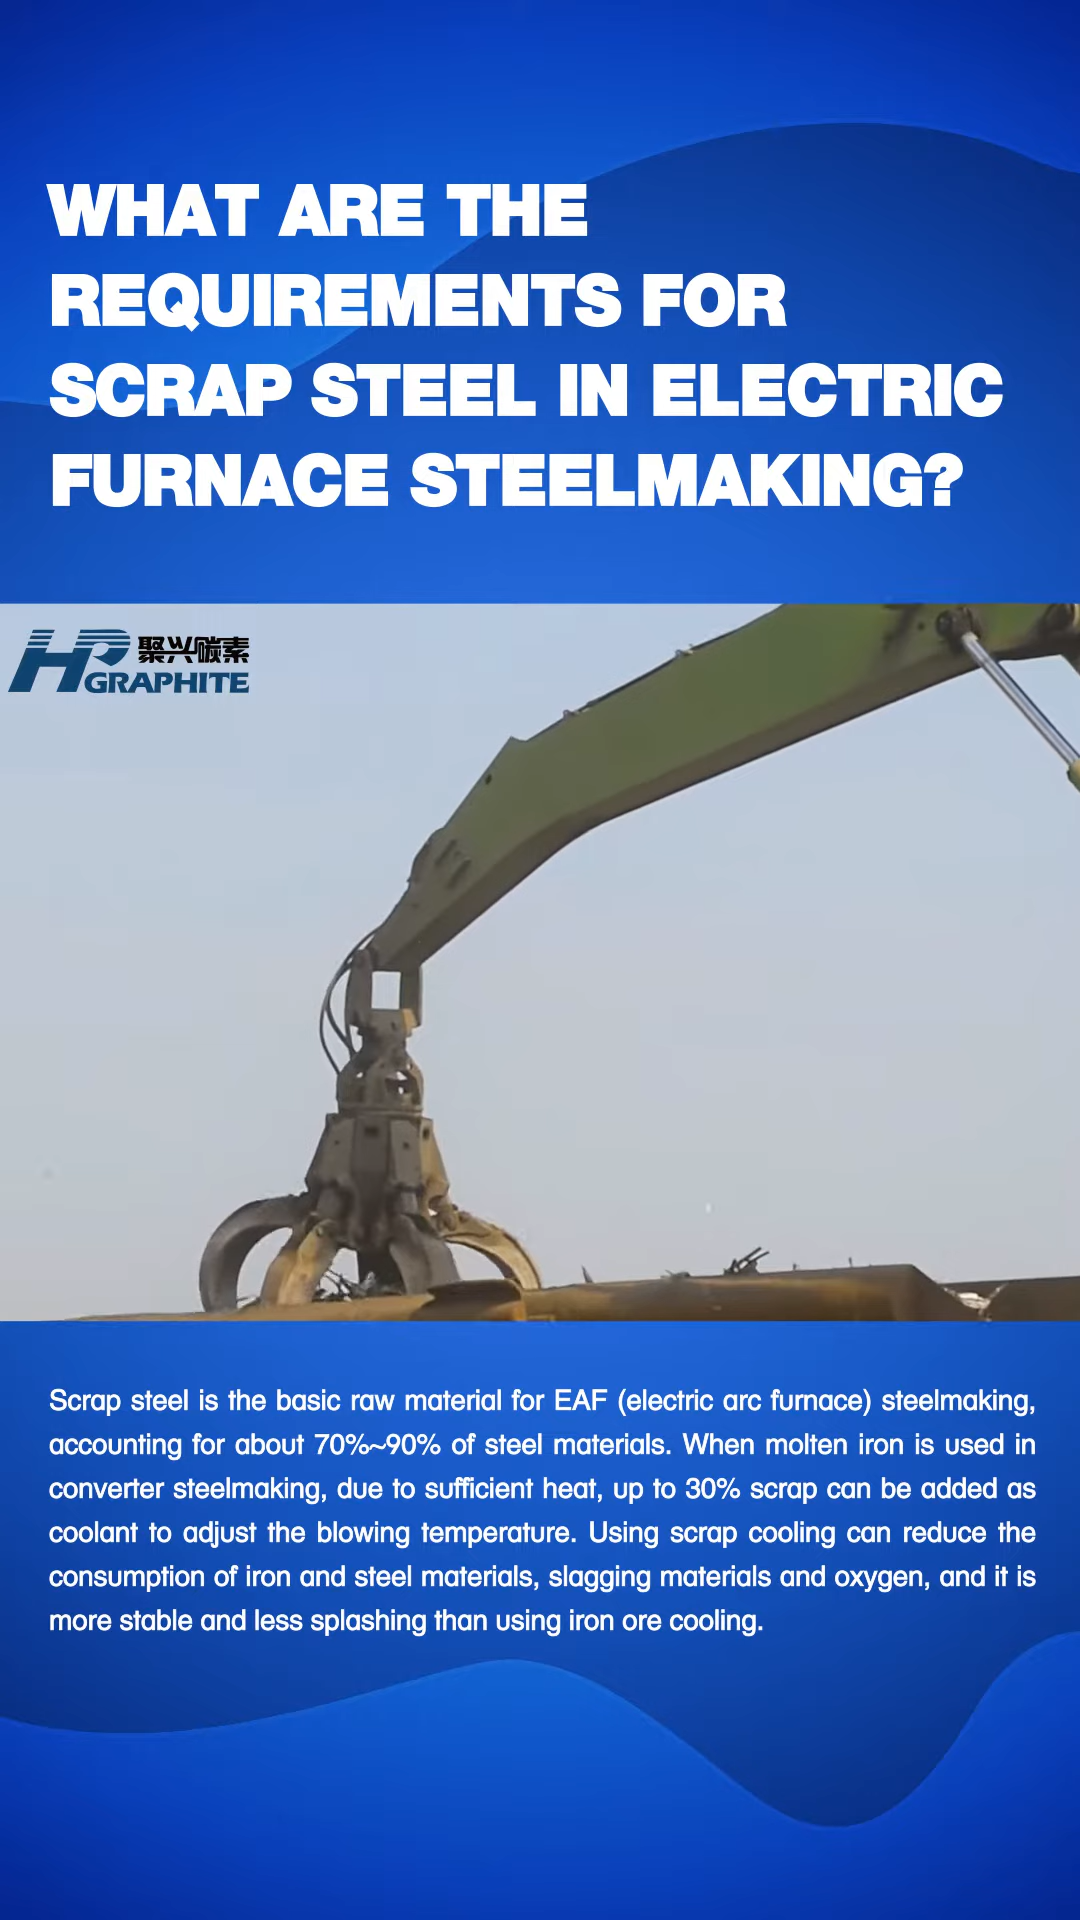 WHAT ARE THE
REQUIREMENTS FOR
SCRAP STEEL IN ELECTRIC
FURNACE STEELMAKING?
HP 聚兴碳素
GRAPHITE
Scrap steel is the basic raw material for EAF (electric arc furnace) steelmaking,
accounting for about 70%~90% of steel materials. When molten iron is used in
converter steelmaking, due to sufficient heat, up to 30% scrap can be added as
coolant to adjust the blowing temperature. Using scrap cooling can reduce the
consumption of iron and steel materials, slagging materials and oxygen, and it is
more stable and less splashing than using iron ore cooling.